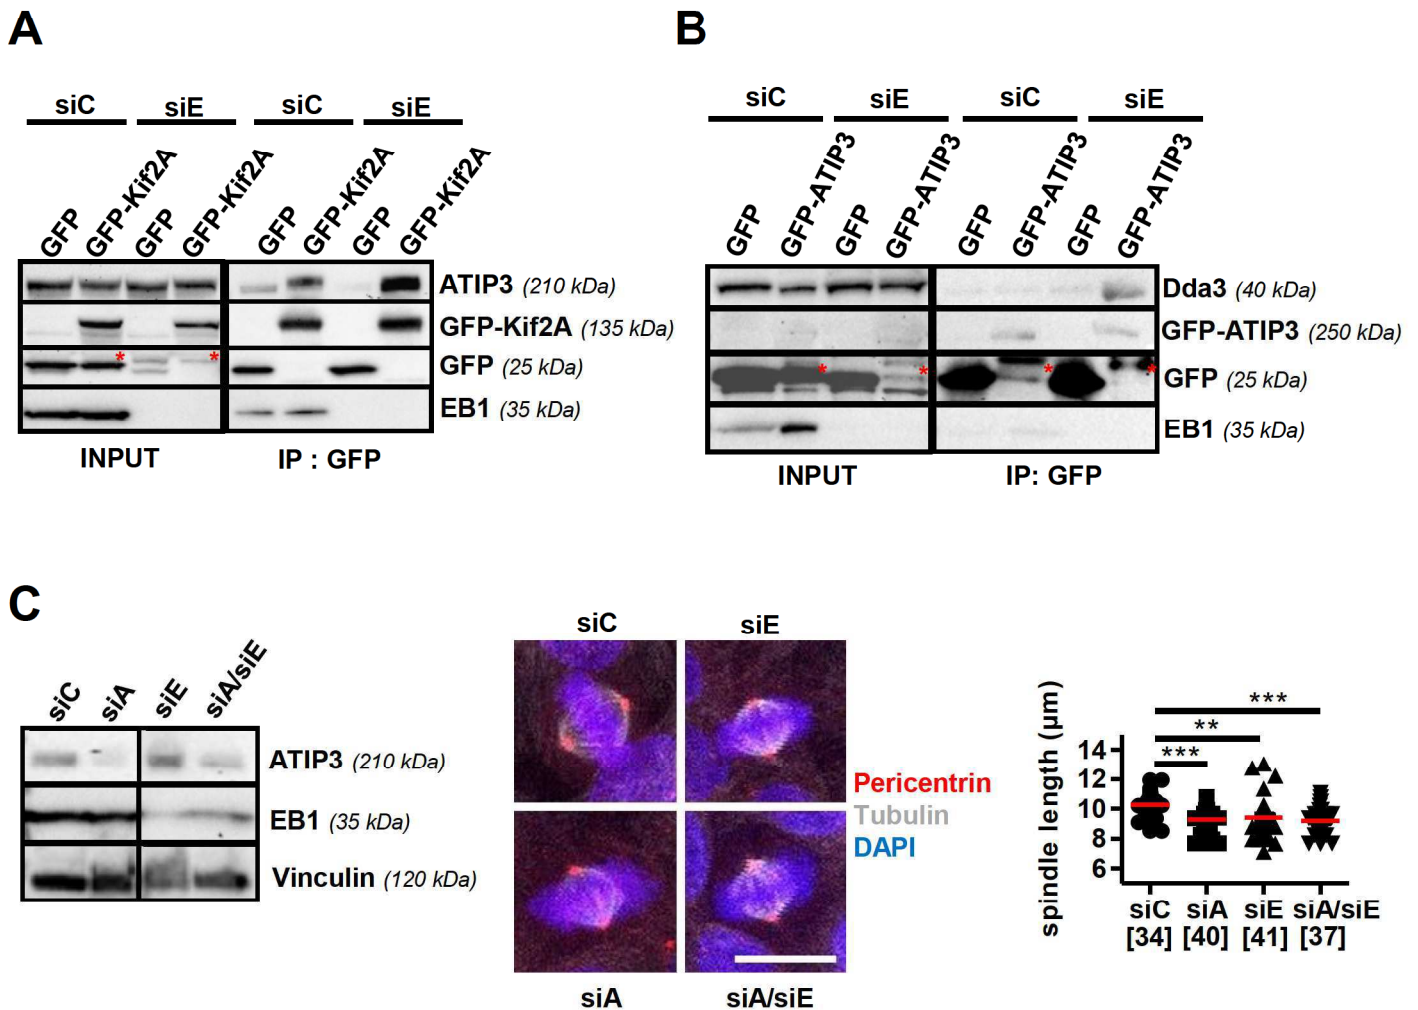 A
siC siE siC siE
GFP GFP-Kif2A GFP GFP-Kif2A GFP GFP-Kif2A GFP GFP-Kif2A
ATIP3 (210 kDa)
GFP-Kif2A (135 kDa)
* *
GFP (25 kDa)
EB1 (35 kDa)
INPUT IP : GFP
B
siC siE siC siE
GFP GFP-ATIP3 GFP GFP-ATIP3 GFP GFP-ATIP3 GFP GFP-ATIP3
Dda3 (40 kDa)
GFP-ATIP3 (250 kDa)
* * * *
GFP (25 kDa)
EB1 (35 kDa)
INPUT IP: GFP
C
siC siA siE siA/siE
ATIP3 (210 kDa)
EB1 (35 kDa)
Vinculin (120 kDa)
siC siE
siA siA/siE
Pericentrin
Tubulin
DAPI
spindle length (µm)
***
**
***
14
12
10
8
6
siC siA siE siA/siE
[34] [40] [41] [37]